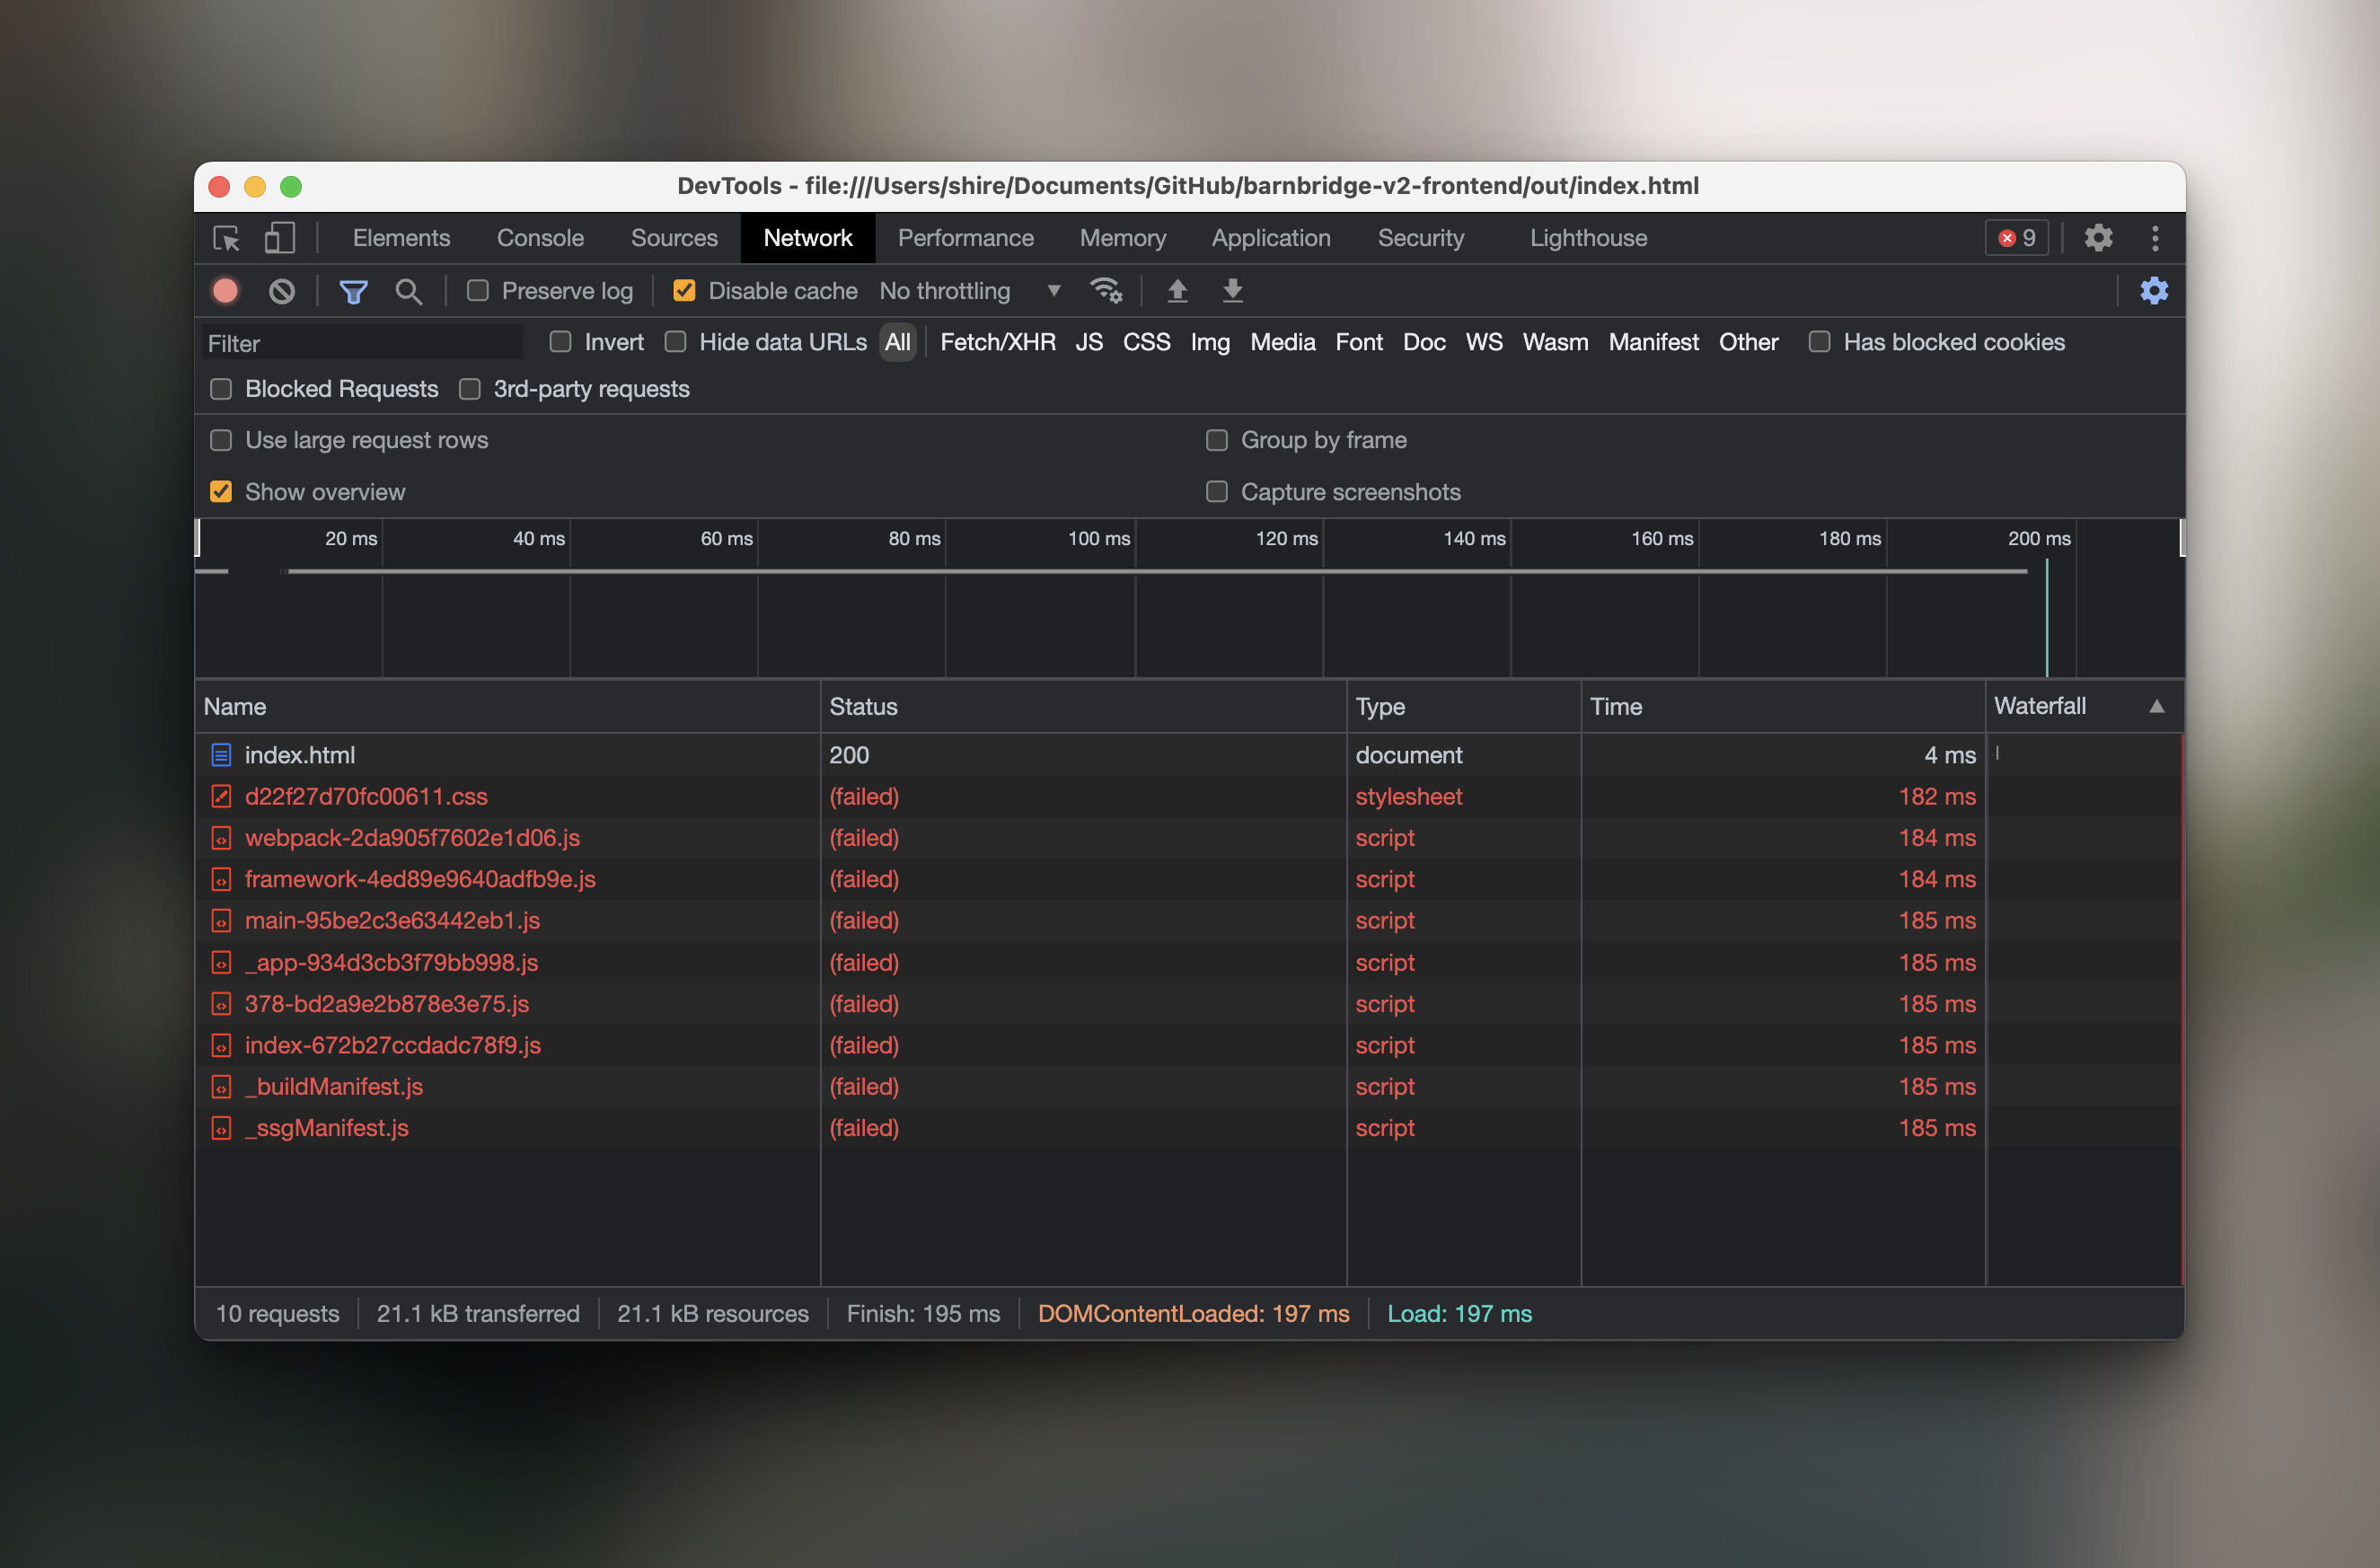 DevTools - file:///Users/shire/Documents/GitHub/barnbridge-v2-frontend/out/index.html
Elements Console Sources Network Performance Memory Application Security Lighthouse 9
Preserve log Disable cache No throttling
Filter Invert Hide data URLs All Fetch/XHR JS CSS Img Media Font Doc WS Wasm Manifest Other Has blocked cookies
Blocked Requests 3rd-party requests
Use large request rows Group by frame
Show overview Capture screenshots
20 ms 40 ms 60 ms 80 ms 100 ms 120 ms 140 ms 160 ms 180 ms 200 ms
Name Status Type Time Waterfall
index.html 200 document 4 ms
d22f27d70fc00611.css (failed) stylesheet 182 ms
webpack-2da905f7602e1d06.js (failed) script 184 ms
framework-4ed89e9640adfb9e.js (failed) script 184 ms
main-95be2c3e63442eb1.js (failed) script 185 ms
_app-934d3cb3f79bb998.js (failed) script 185 ms
378-bd2a9e2b878e3e75.js (failed) script 185 ms
index-672b27ccdadc78f9.js (failed) script 185 ms
_buildManifest.js (failed) script 185 ms
_ssgManifest.js (failed) script 185 ms
10 requests 21.1 kB transferred 21.1 kB resources Finish: 195 ms DOMContentLoaded: 197 ms Load: 197 ms